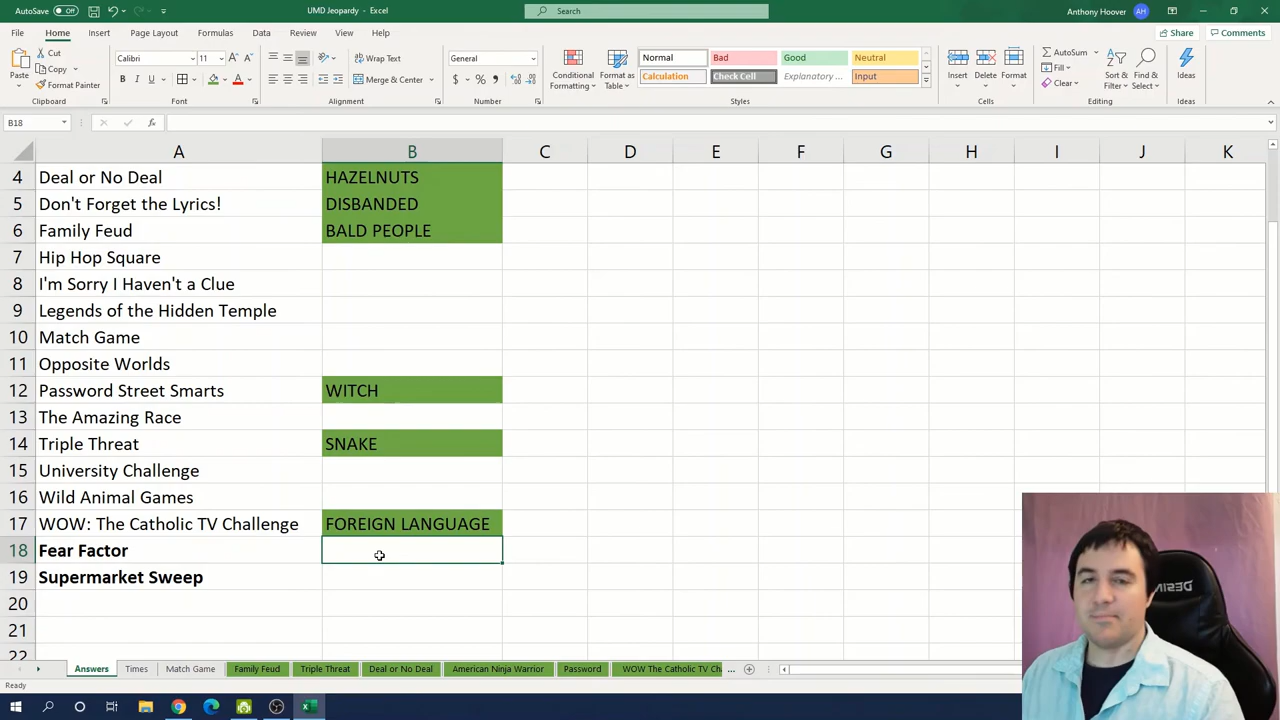 AutoSave Off UMD Jeopardy - Excel Search Anthony Hoover AH
File Home Insert Page Layout Formulas Data Review View Help Share Comments
Cut Calibri 11 A A Wrap Text General Normal Bad Good Neutral AutoSum
Copy Calculation Check Cell Explanatory ... Input Fill
Paste Format Painter B I U Merge & Center $ % Conditional Formatting Format as Table Insert Delete Format Clear Sort & Filter Find & Select Ideas
Clipboard Font Alignment Number Styles Cells Editing Ideas
B18 fx
A B C D E F G H I J K
4 Deal or No Deal HAZELNUTS
5 Don't Forget the Lyrics! DISBANDED
6 Family Feud BALD PEOPLE
7 Hip Hop Square
8 I'm Sorry I Haven't a Clue
9 Legends of the Hidden Temple
10 Match Game
11 Opposite Worlds
12 Password Street Smarts WITCH
13 The Amazing Race
14 Triple Threat SNAKE
15 University Challenge
16 Wild Animal Games
17 WOW: The Catholic TV Challenge FOREIGN LANGUAGE
18 Fear Factor
19 Supermarket Sweep
20
21
22
Answers Times Match Game Family Feud Triple Threat Deal or No Deal American Ninja Warrior Password WOW The Catholic TV Ch ...
Ready